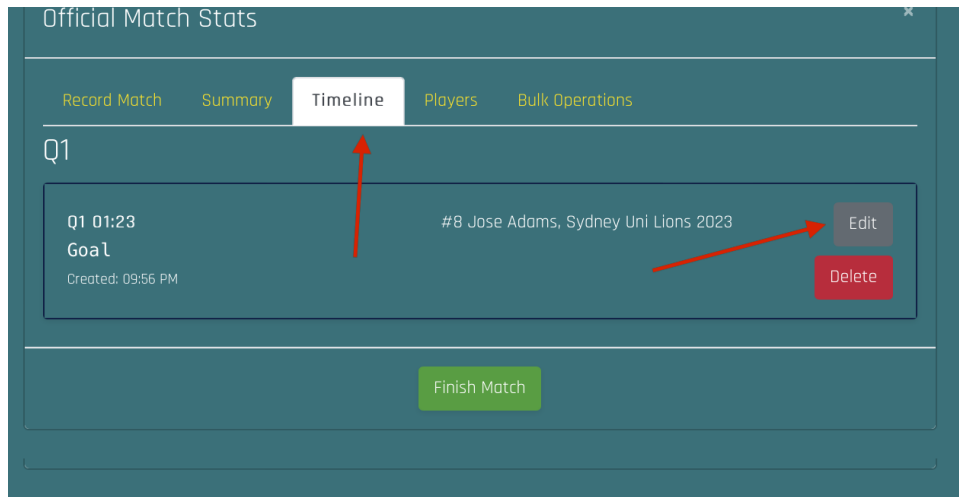 Official Match Stats
×
Record Match Summary Timeline Players Bulk Operations
Q1
Q1 01:23
#8 Jose Adams, Sydney Uni Lions 2023
Edit
Goal
Created: 09:56 PM
Delete
Finish Match